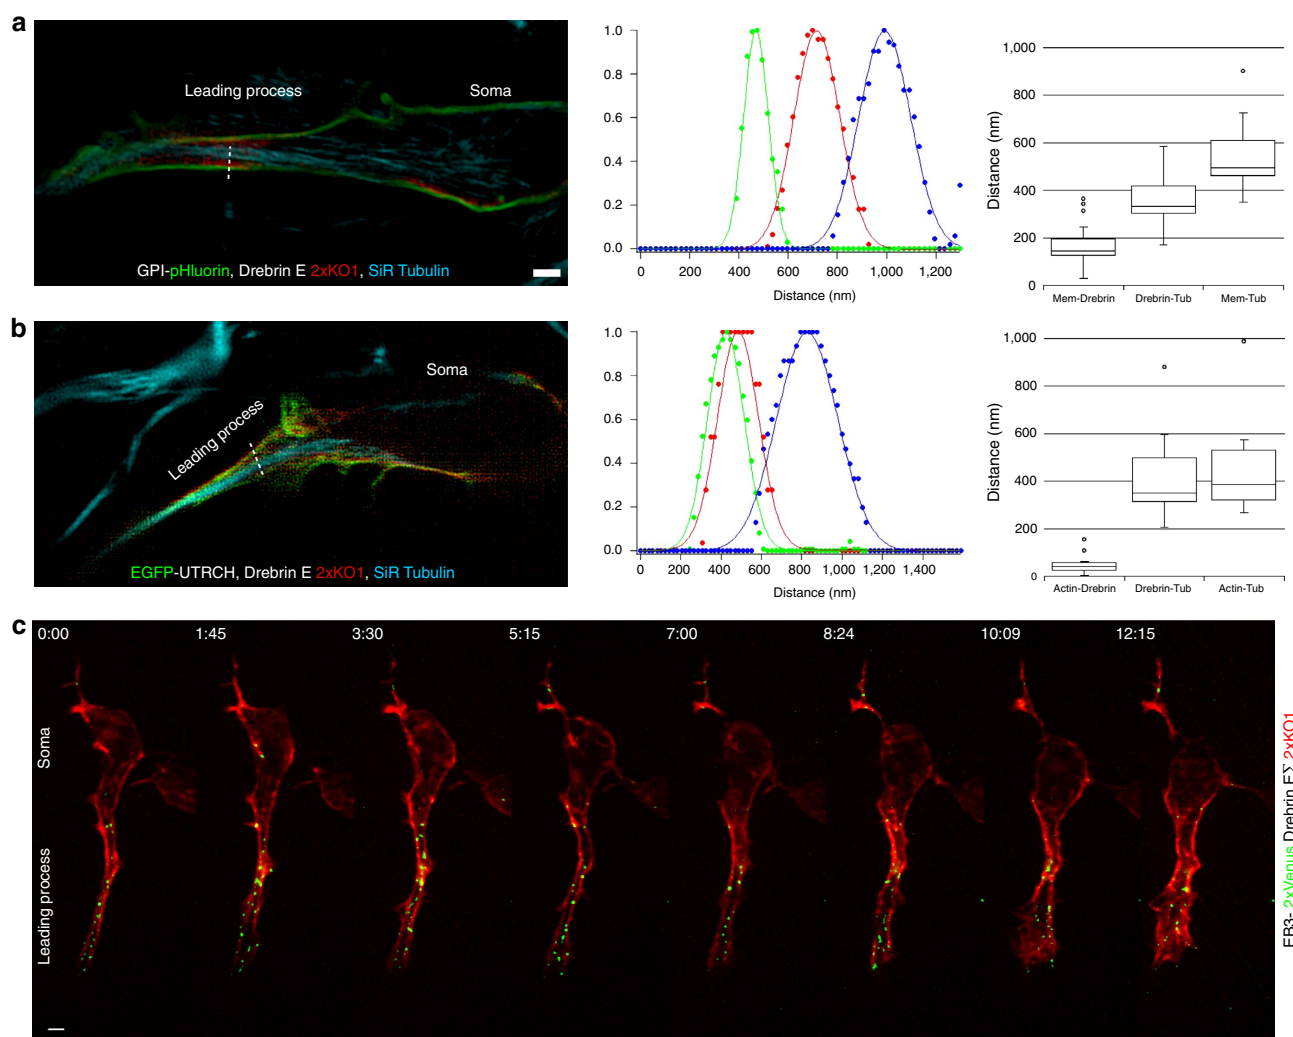 a
Leading process
Soma
GPI-pHluorin, Drebrin E 2xKO1, SiR Tubulin
1.0
0.8
0.6
0.4
0.2
0.0
0 200 400 600 800 1,000 1,200
Distance (nm)
Distance (nm)
1,000
800
600
400
200
0
Mem-Drebrin Drebrin-Tub Mem-Tub
b
Soma
Leading process
EGFP-UTRCH, Drebrin E 2xKO1, SiR Tubulin
1.0
0.8
0.6
0.4
0.2
0.0
0 200 400 600 800 1,000 1,200 1,400
Distance (nm)
Distance (nm)
1,000
800
600
400
200
0
Actin-Drebrin Drebrin-Tub Actin-Tub
c
0:00 1:45 3:30 5:15 7:00 8:24 10:09 12:15
Soma
Leading process
2xVenus Drebrin EΣ 2xKO1